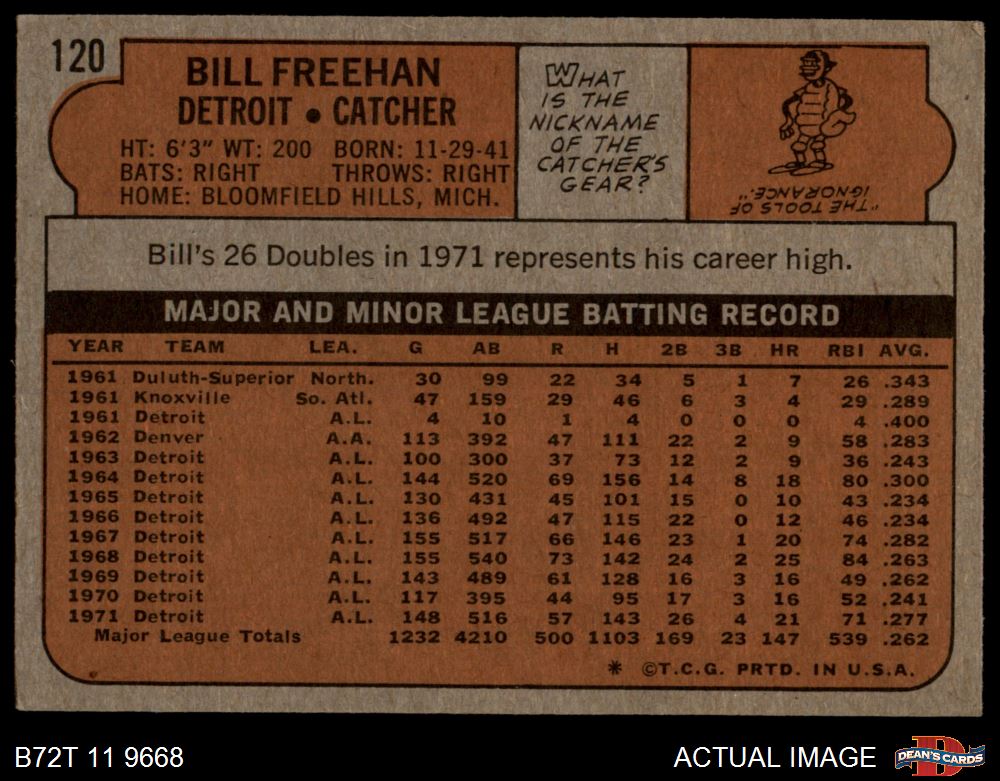 120
BILL FREEHAN
DETROIT • CATCHER
HT: 6'3" WT: 200 BORN: 11-29-41
BATS: RIGHT THROWS: RIGHT
HOME: BLOOMFIELD HILLS, MICH.
WHAT
IS THE
NICKNAME
OF THE
CATCHER'S
GEAR?
"THE TOOLS OF
IGNORANCE".
Bill's 26 Doubles in 1971 represents his career high.
MAJOR AND MINOR LEAGUE BATTING RECORD
YEAR TEAM LEA. G AB R H 2B 3B HR RBI AVG.
1961 Duluth-Superior North. 30 99 22 34 5 1 7 26 .343
1961 Knoxville So. Atl. 47 159 29 46 6 3 4 29 .289
1961 Detroit A.L. 4 10 1 4 0 0 0 4 .400
1962 Denver A.A. 113 392 47 111 22 2 9 58 .283
1963 Detroit A.L. 100 300 37 73 12 2 9 36 .243
1964 Detroit A.L. 144 520 69 156 14 8 18 80 .300
1965 Detroit A.L. 130 431 45 101 15 0 10 43 .234
1966 Detroit A.L. 136 492 47 115 22 0 12 46 .234
1967 Detroit A.L. 155 517 66 146 23 1 20 74 .282
1968 Detroit A.L. 155 540 73 142 24 2 25 84 .263
1969 Detroit A.L. 143 489 61 128 16 3 16 49 .262
1970 Detroit A.L. 117 395 44 95 17 3 16 52 .241
1971 Detroit A.L. 148 516 57 143 26 4 21 71 .277
Major League Totals 1232 4210 500 1103 169 23 147 539 .262
* ©T.C.G. PRTD. IN U.S.A.
B72T 11 9668
ACTUAL IMAGE
D
DEAN'S CARDS